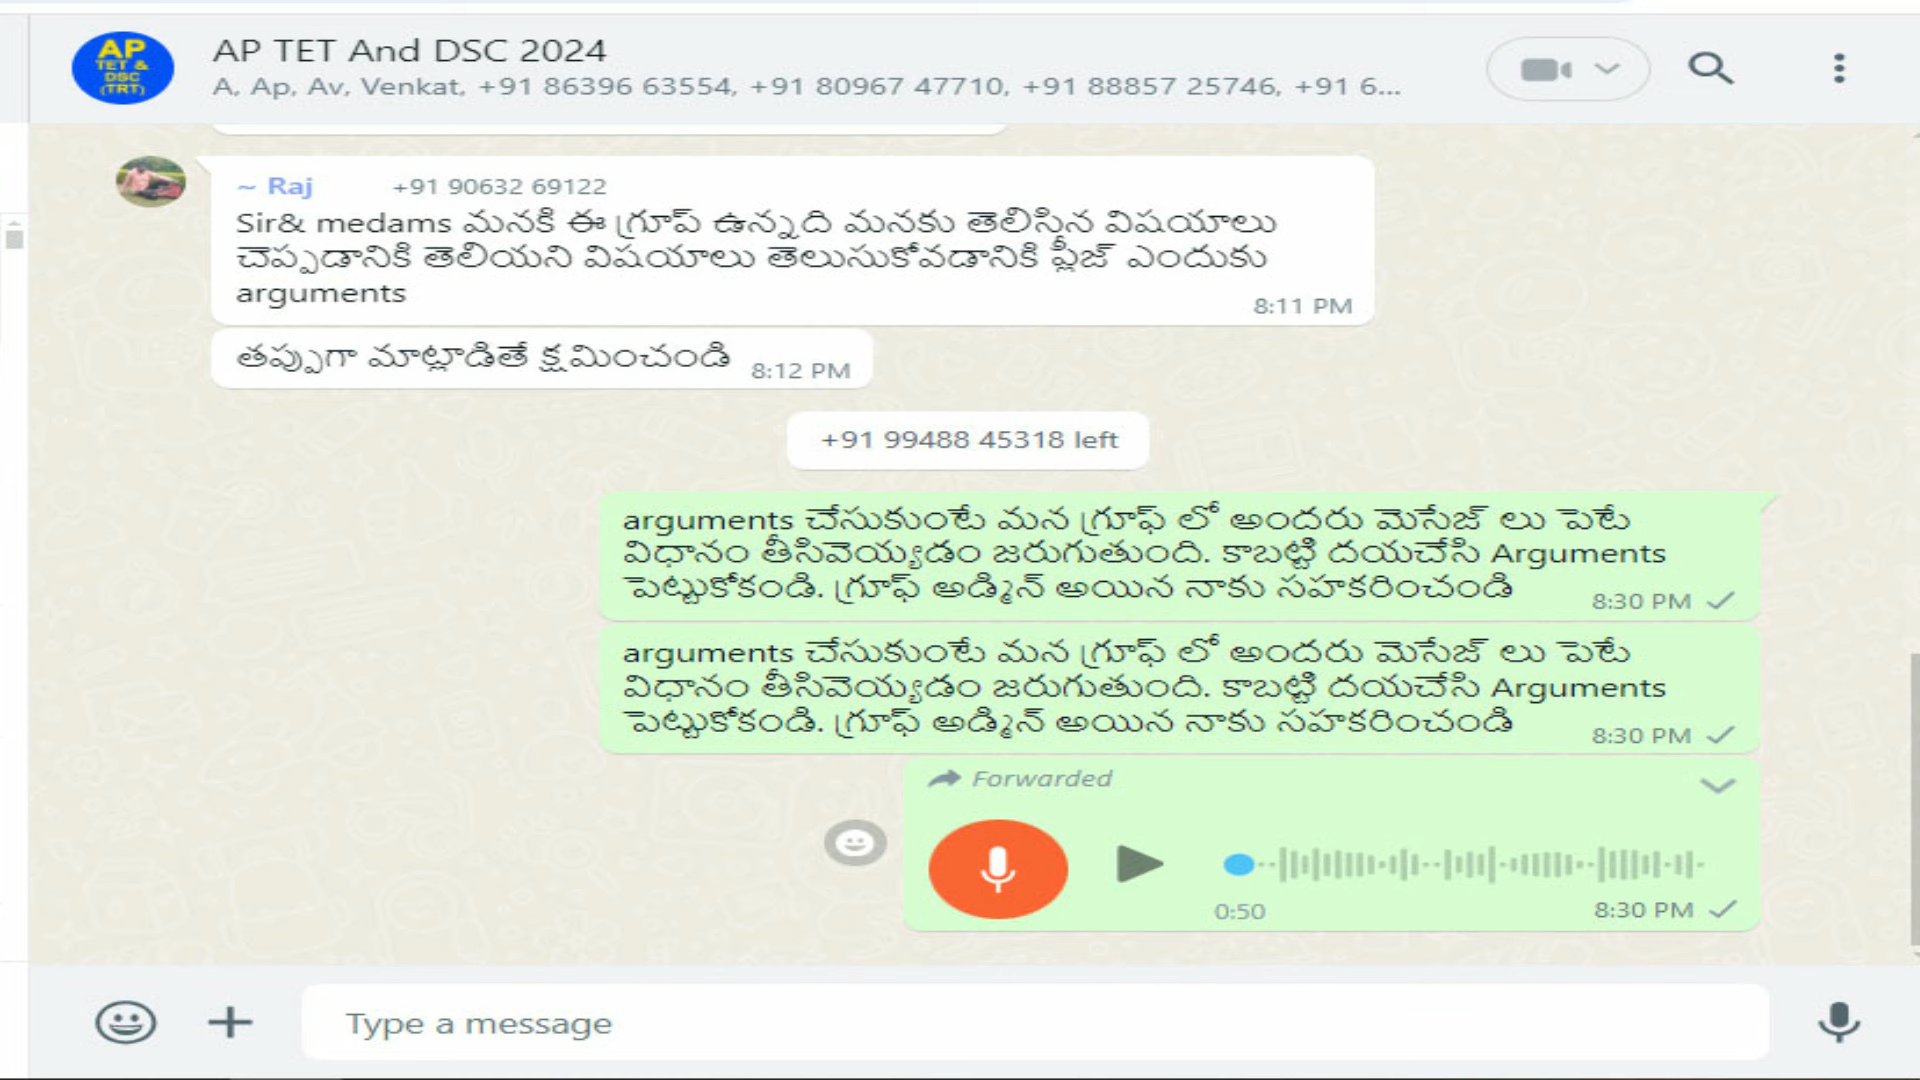 AP
TET &
DSC
(TRT)
AP TET And DSC 2024
A, Ap, Av, Venkat, +91 86396 63554, +91 80967 47710, +91 88857 25746, +91 6...
~ Raj +91 90632 69122
Sir& medams మనకి ఈ గ్రూప్ ఉన్నది మనకు తెలిసిన విషయాలు
చెప్పడానికి తెలియని విషయాలు తెలుసుకోవడానికి ప్లీజ్ ఎందుకు
arguments
8:11 PM
తప్పుగా మాట్లాడితే క్షమించండి 8:12 PM
+91 99488 45318 left
arguments చేసుకుంటే మన గ్రూఫ్ లో అందరు మెసేజ్ లు పెటే
విధానం తీసివెయ్యడం జరుగుతుంది. కాబట్టి దయచేసి Arguments
పెట్టుకోకండి. గ్రూఫ్ అడ్మిన్ అయిన నాకు సహకరించండి
8:30 PM
arguments చేసుకుంటే మన గ్రూఫ్ లో అందరు మెసేజ్ లు పెటే
విధానం తీసివెయ్యడం జరుగుతుంది. కాబట్టి దయచేసి Arguments
పెట్టుకోకండి. గ్రూఫ్ అడ్మిన్ అయిన నాకు సహకరించండి
8:30 PM
Forwarded
0:50 8:30 PM
Type a message